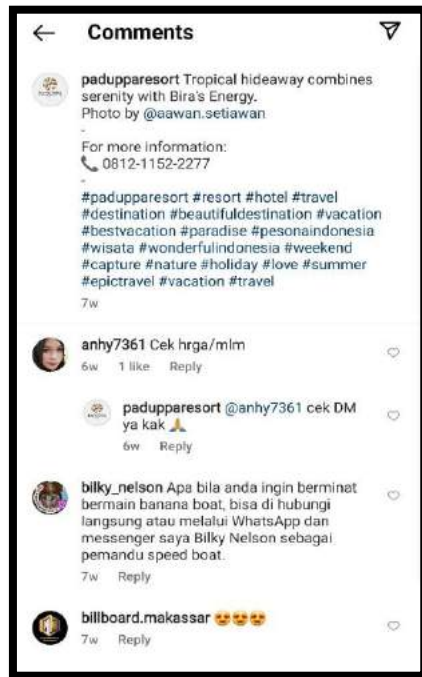 Comments
padupparesort Tropical hideaway combines
serenity with Bira's Energy.
Photo by @aawan.setiawan
-
For more information:
📞 0812-1152-2277
-
#padupparesort #resort #hotel #travel
#destination #beautifuldestination #vacation
#bestvacation #paradise #pesonaindonesia
#wisata #wonderfulindonesia #weekend
#capture #nature #holiday #love #summer
#epictravel #vacation #travel
7w
anhy7361 Cek hrga/mlm
6w 1 like Reply
padupparesort @anhy7361 cek DM
ya kak 🙏
6w Reply
bilky_nelson Apa bila anda ingin berminat
bermain banana boat, bisa di hubungi
langsung atau melalui WhatsApp dan
messenger saya Bilky Nelson sebagai
pemandu speed boat.
7w Reply
billboard.makassar 😍😍😍
7w Reply